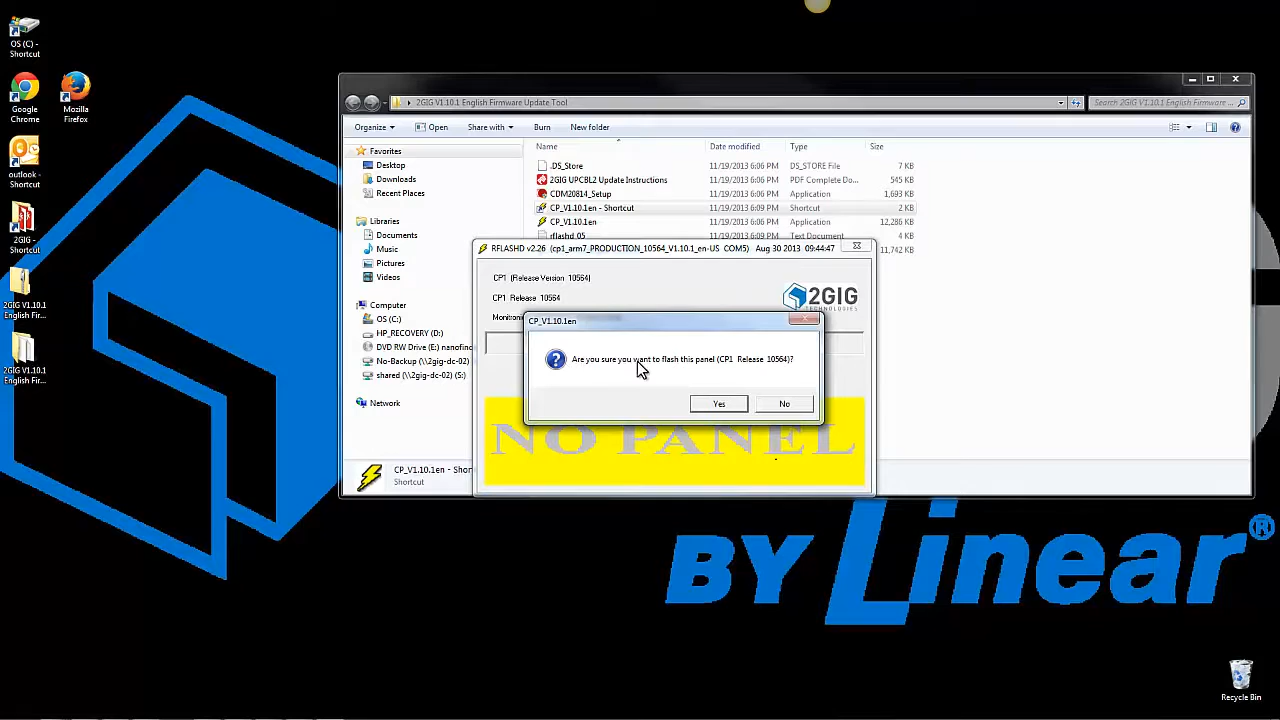 OS (C) -
Shortcut
Google
Chrome
Mozilla
Firefox
outlook -
Shortcut
2GIG -
Shortcut
2GIG V1.10.1
English Fir...
2GIG V1.10.1
English Fir...
2GIG V1.10.1 English Firmware Update Tool
Search 2GIG V1.10.1 English Firmware ...
Organize
Open
Share with
Burn
New folder
Favorites
Desktop
Downloads
Recent Places
Libraries
Documents
Music
Pictures
Videos
Computer
OS (C:)
HP_RECOVERY (D:)
DVD RW Drive (E:) nanofino
No-Backup (\\2gig-dc-02)
shared (\\2gig-dc-02) (S:)
Network
Name Date modified Type Size
.DS_Store 11/19/2013 6:06 PM DS_STORE File 7 KB
2GIG UPCBL2 Update Instructions 11/19/2013 6:06 PM PDF Complete Do... 545 KB
CDM20814_Setup 11/19/2013 6:06 PM Application 1,693 KB
CP_V1.10.1en - Shortcut 11/19/2013 6:09 PM Shortcut 2 KB
CP_V1.10.1en 11/19/2013 6:06 PM Application 12,286 KB
rflashd_05 11/19/2013 6:09 PM Text Document 4 KB
11,742 KB
RFLASHD v2.26 (cp1_arm7_PRODUCTION_10564_V1.10.1_en-US COM5) Aug 30 2013 09:44:47
CP1 (Release Version 10564)
CP1 Release 10564
2GIG
TECHNOLOGIES
CP_V1.10.1en
Are you sure you want to flash this panel (CP1 Release 10564)?
Yes
No
NO PANEL
CP_V1.10.1en - Shor
Shortcut
BY Linear®
Recycle Bin